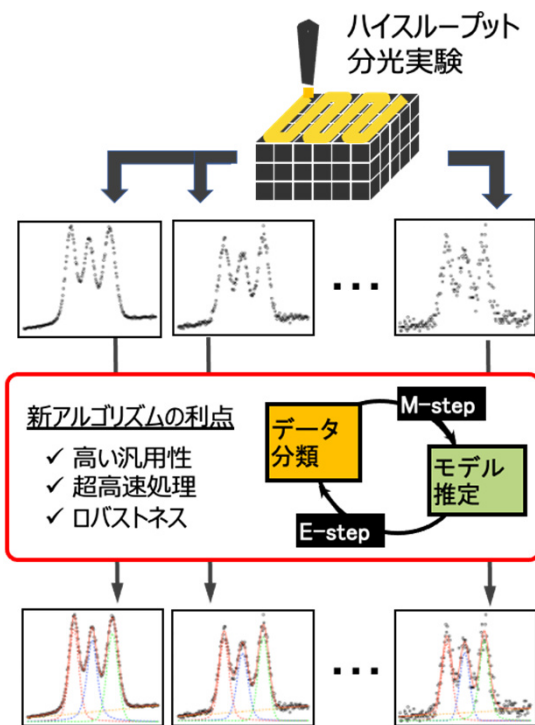 ハイスループット
分光実験
...
新アルゴリズムの利点
✓ 高い汎用性
✓ 超高速処理
✓ ロバストネス
M-step
データ
分類
モデル
推定
E-step
...